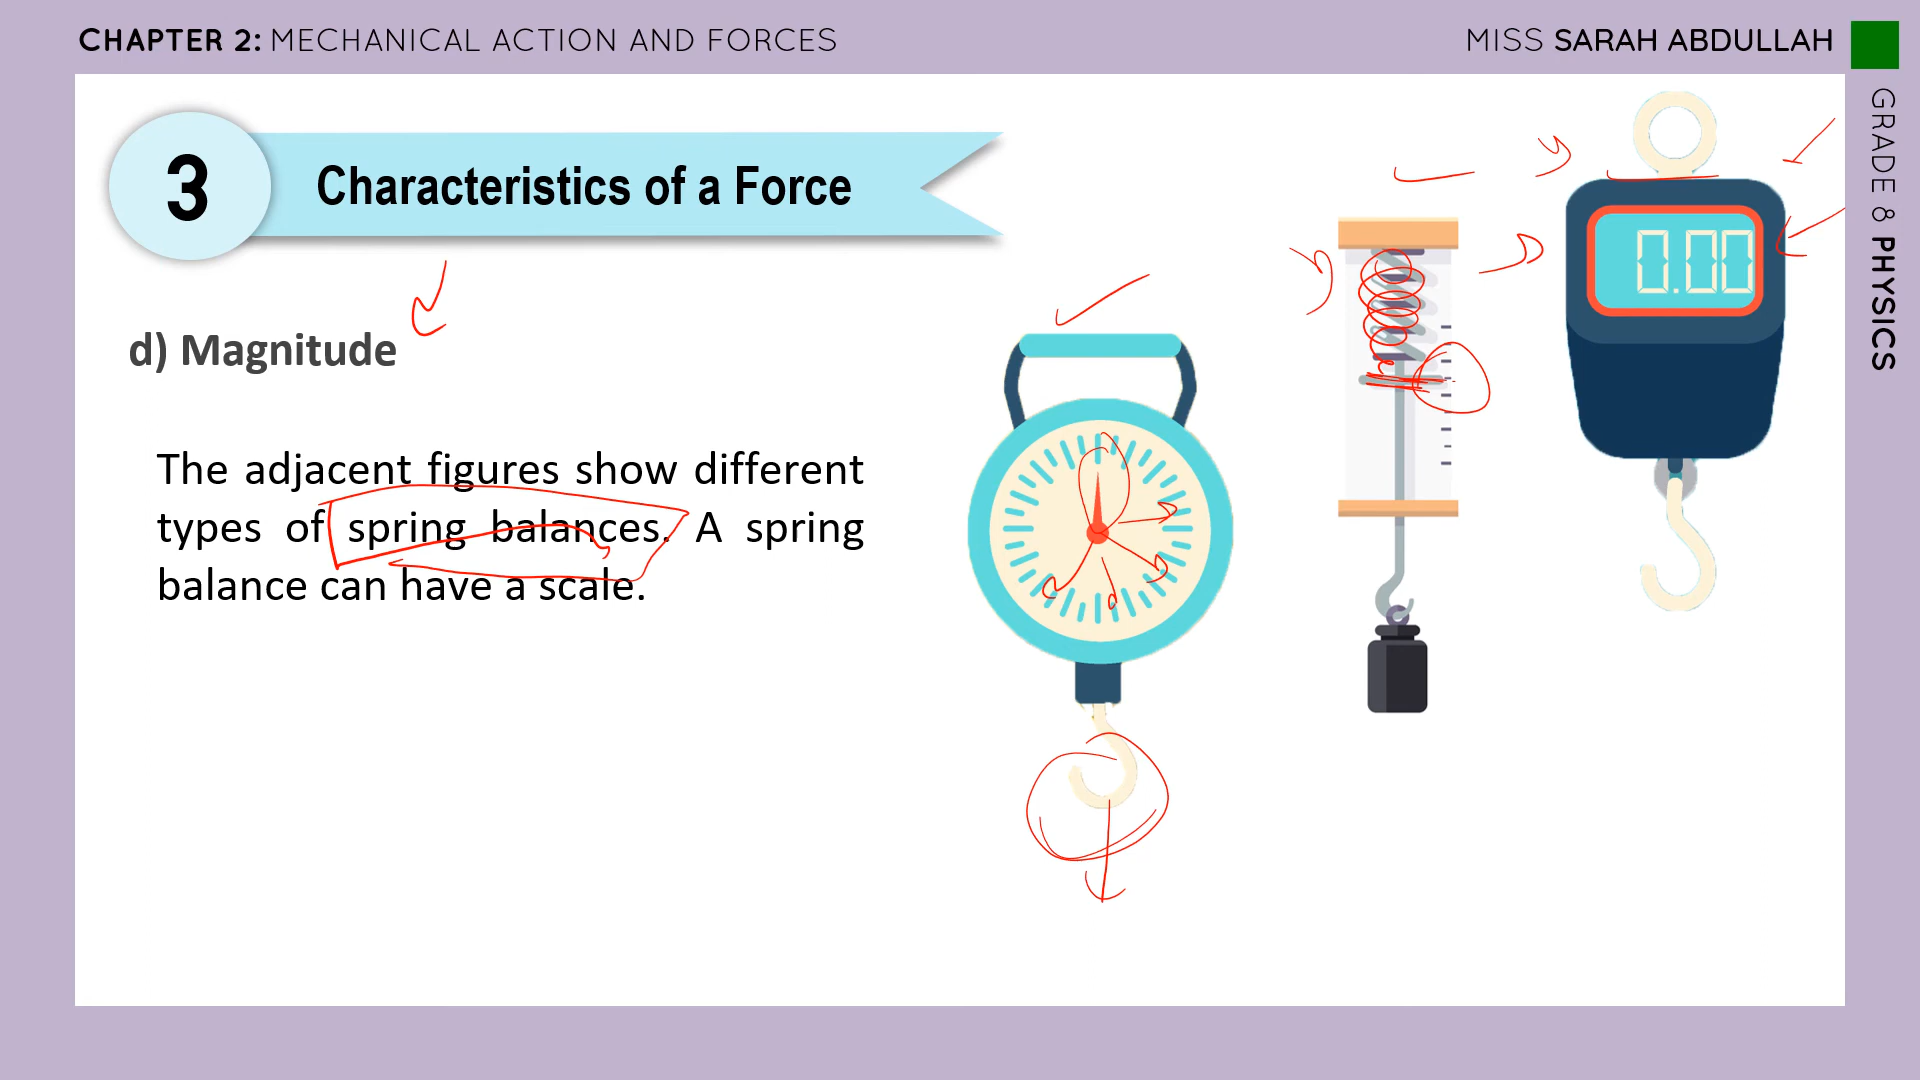 CHAPTER 2: MECHANICAL ACTION AND FORCES
MISS SARAH ABDULLAH
GRADE 8 PHYSICS
3
Characteristics of a Force
d) Magnitude
The adjacent figures show different
types of spring balances. A spring
balance can have a scale.
0.00